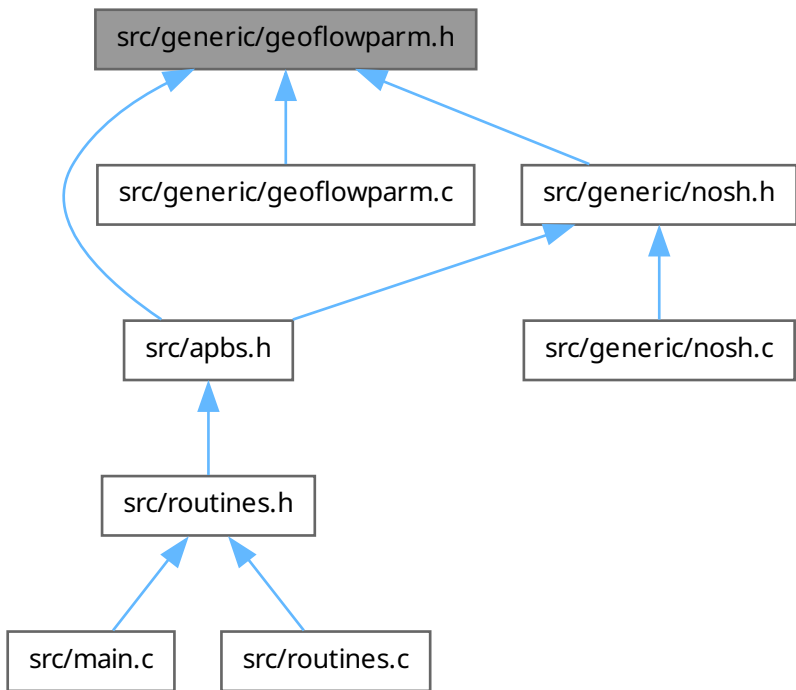 src/generic/geoflowparm.h
src/generic/geoflowparm.c
src/generic/nosh.h
src/apbs.h
src/generic/nosh.c
src/routines.h
src/main.c
src/routines.c